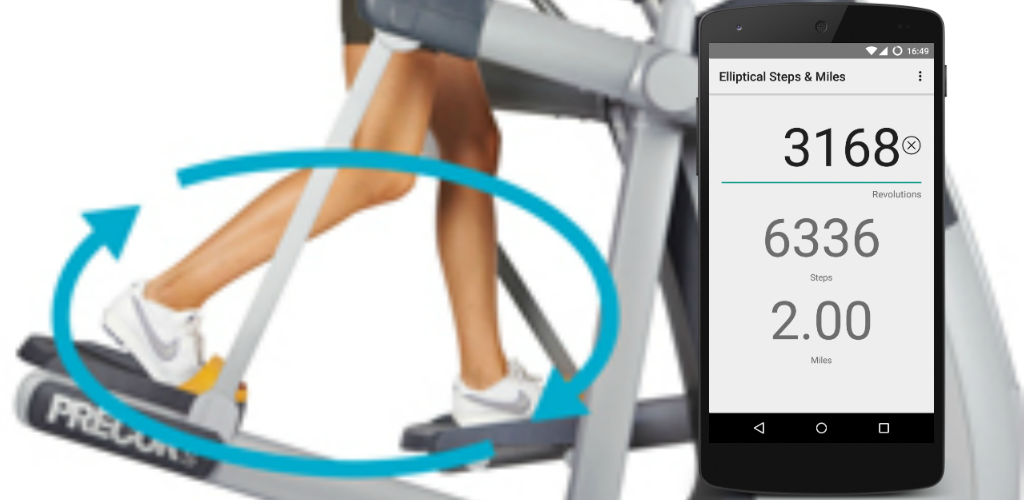 PRECOR
16:49
Elliptical Steps & Miles
3168
Revolutions
6336
Steps
2.00
Miles